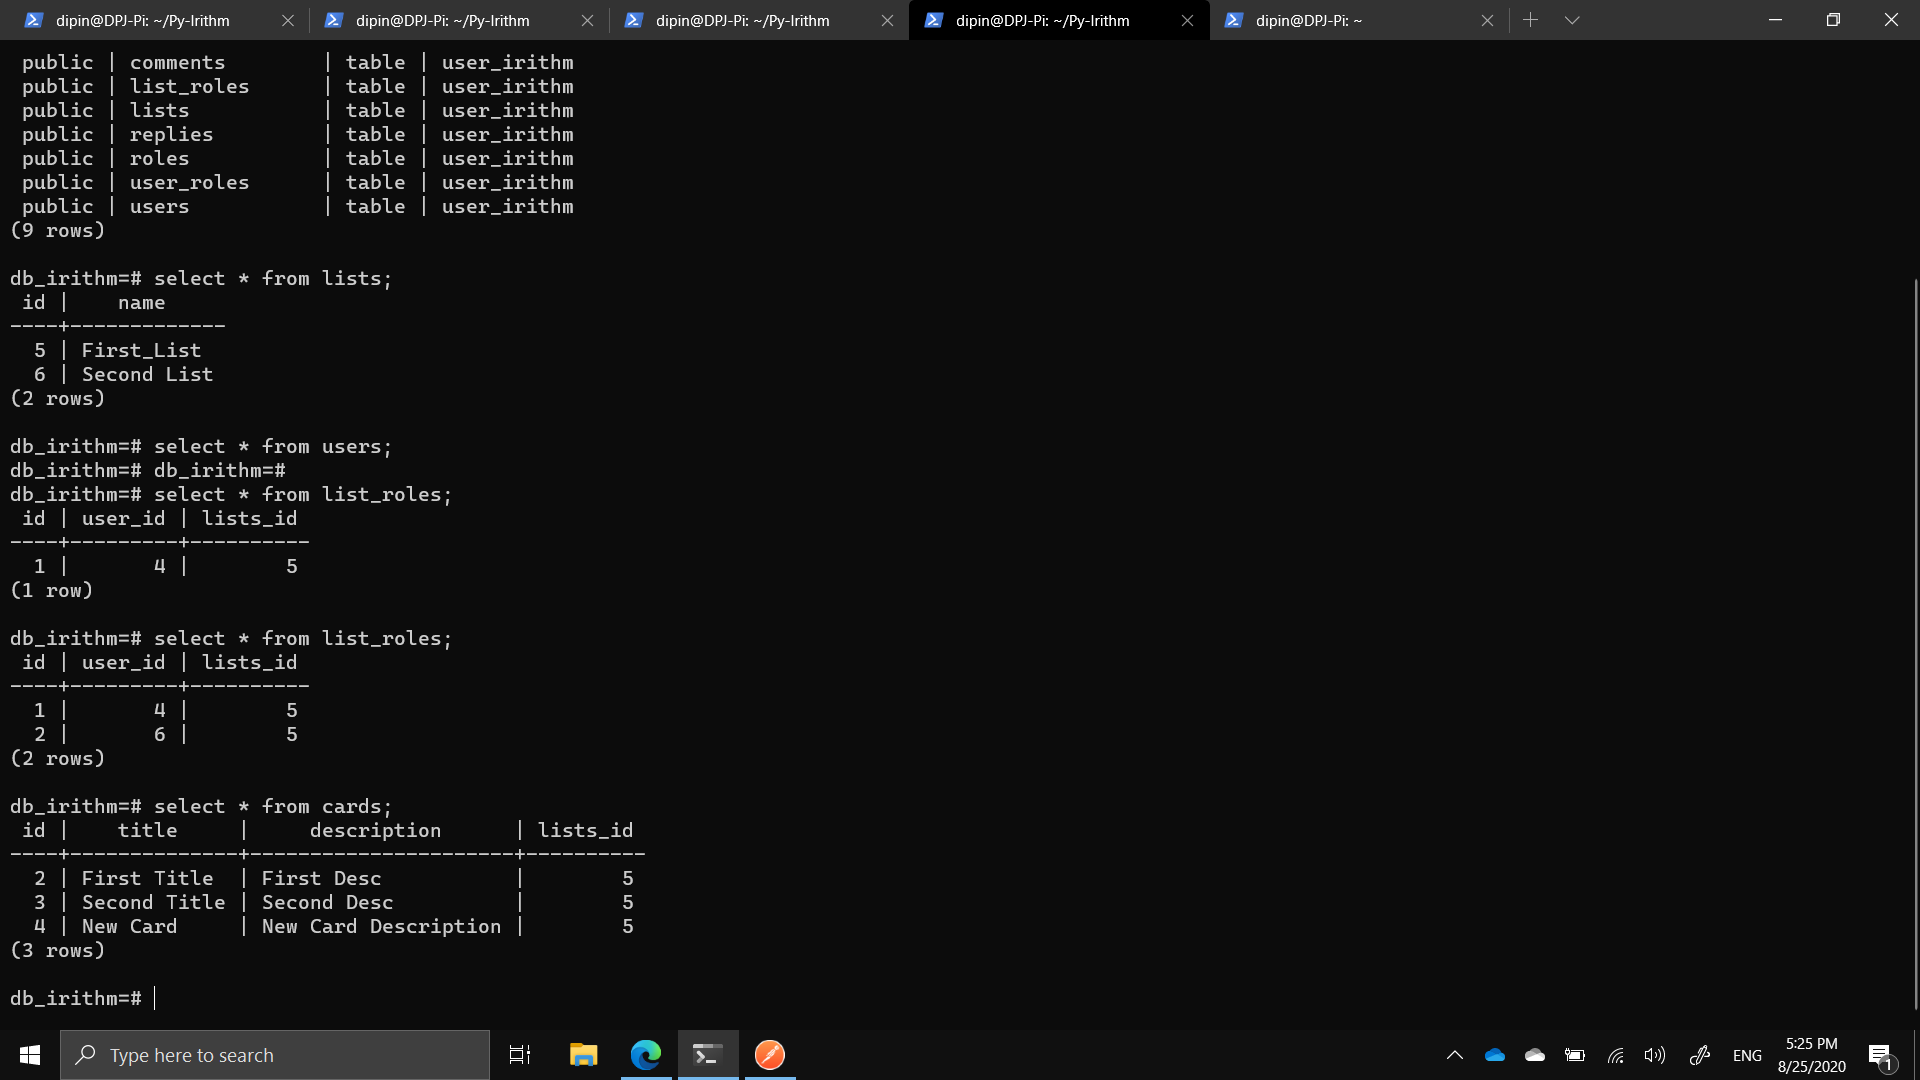 dipin@DPJ-Pi: ~/Py-Irithm dipin@DPJ-Pi: ~/Py-Irithm dipin@DPJ-Pi: ~/Py-Irithm dipin@DPJ-Pi: ~/Py-Irithm dipin@DPJ-Pi: ~
 public | comments        | table | user_irithm
 public | list_roles      | table | user_irithm
 public | lists           | table | user_irithm
 public | replies         | table | user_irithm
 public | roles           | table | user_irithm
 public | user_roles      | table | user_irithm
 public | users           | table | user_irithm
(9 rows)
db_irithm=# select * from lists;
 id |    name
----+-------------
  5 | First_List
  6 | Second List
(2 rows)
db_irithm=# select * from users;
db_irithm=# db_irithm=#
db_irithm=# select * from list_roles;
 id | user_id | lists_id
----+---------+----------
  1 |       4 |        5
(1 row)
db_irithm=# select * from list_roles;
 id | user_id | lists_id
----+---------+----------
  1 |       4 |        5
  2 |       6 |        5
(2 rows)
db_irithm=# select * from cards;
 id |    title     |     description      | lists_id
----+--------------+----------------------+----------
  2 | First Title  | First Desc           |        5
  3 | Second Title | Second Desc          |        5
  4 | New Card     | New Card Description |        5
(3 rows)
db_irithm=#
Type here to search
ENG
5:25 PM
8/25/2020
1